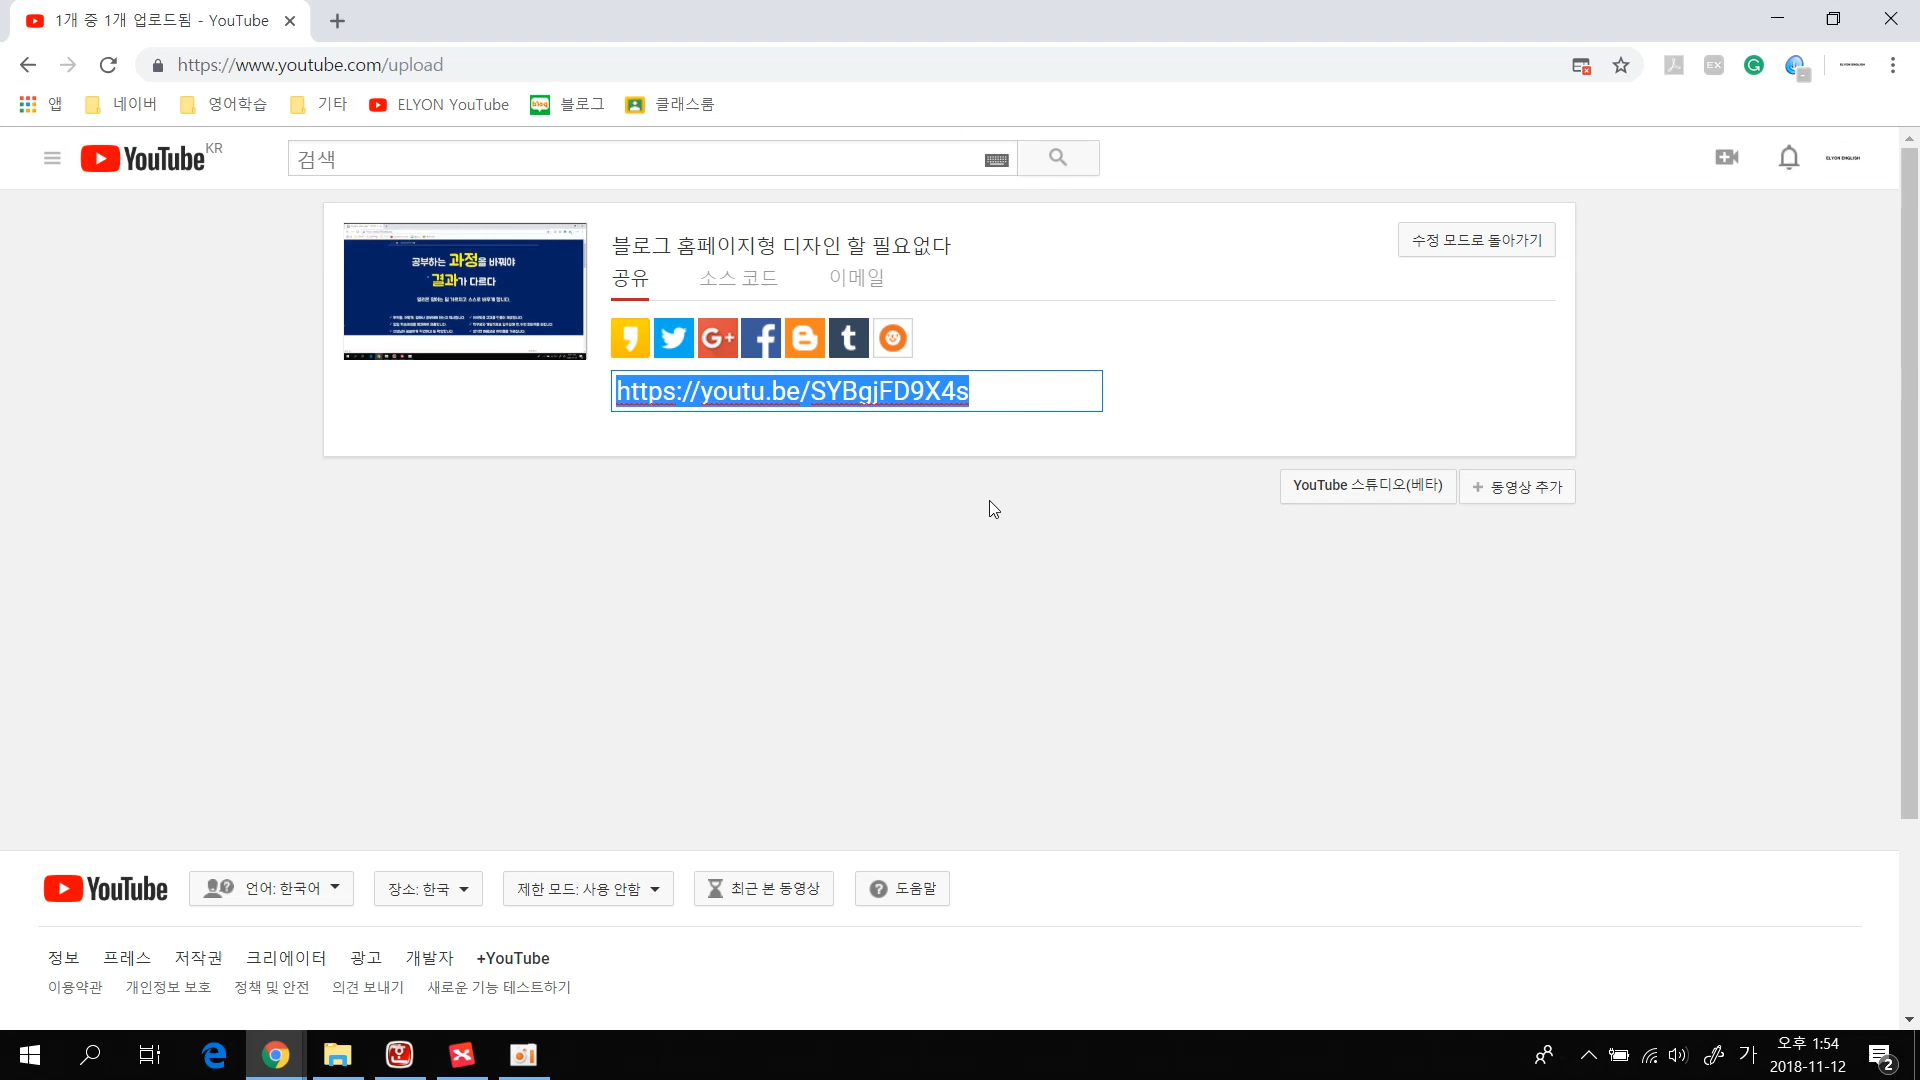 1개 중 1개 업로드됨 - YouTube
https://www.youtube.com/upload
앱 네이버 영어학습 기타 ELYON YouTube 블로그 클래스룸
YouTube KR
검색
ELYON ENGLISH
공부하는 과정을 바꿔야
결과가 다르다
블로그 홈페이지형 디자인 할 필요없다
수정 모드로 돌아가기
공유 소스 코드 이메일
https://youtu.be/SYBgjFD9X4s
YouTube 스튜디오(베타)
+ 동영상 추가
YouTube 언어: 한국어 장소: 한국 제한 모드: 사용 안함 최근 본 동영상 도움말
정보 프레스 저작권 크리에이터 광고 개발자 +YouTube
이용약관 개인정보 보호 정책 및 안전 의견 보내기 새로운 기능 테스트하기
가
오후 1:54
2018-11-12
2